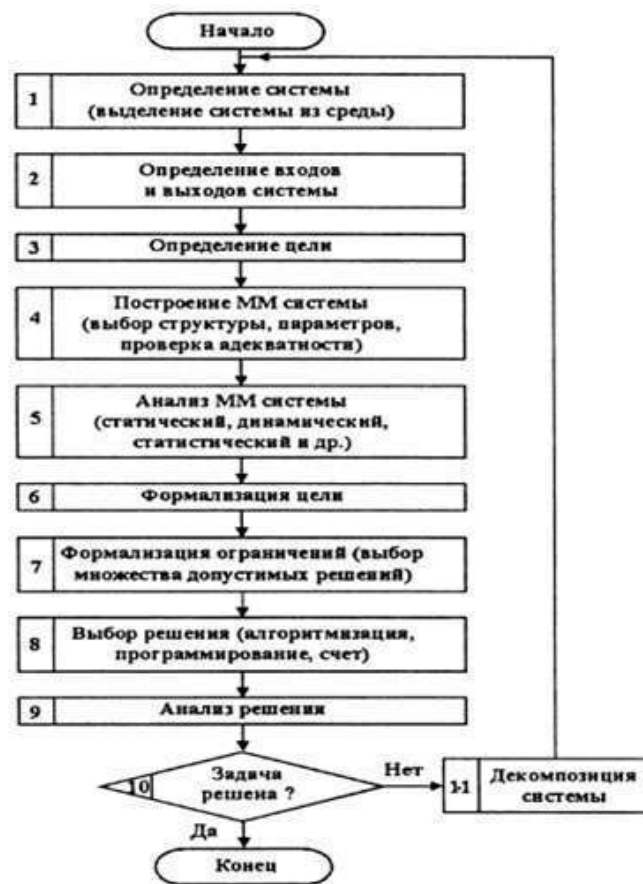 Начало
1 Определение системы
(выделение системы из среды)
2 Определение входов
и выходов системы
3 Определение цели
4 Построение ММ системы
(выбор структуры, параметров,
проверка адекватности)
5 Анализ ММ системы
(статический, динамический,
статистический и др.)
6 Формализация цели
7 Формализация ограничений (выбор
множества допустимых решений)
8 Выбор решения (алгоритмизация,
программирование, счет)
9 Анализ решения
10 Задача
решена ?
Нет
11 Декомпозиция
системы
Да
Конец